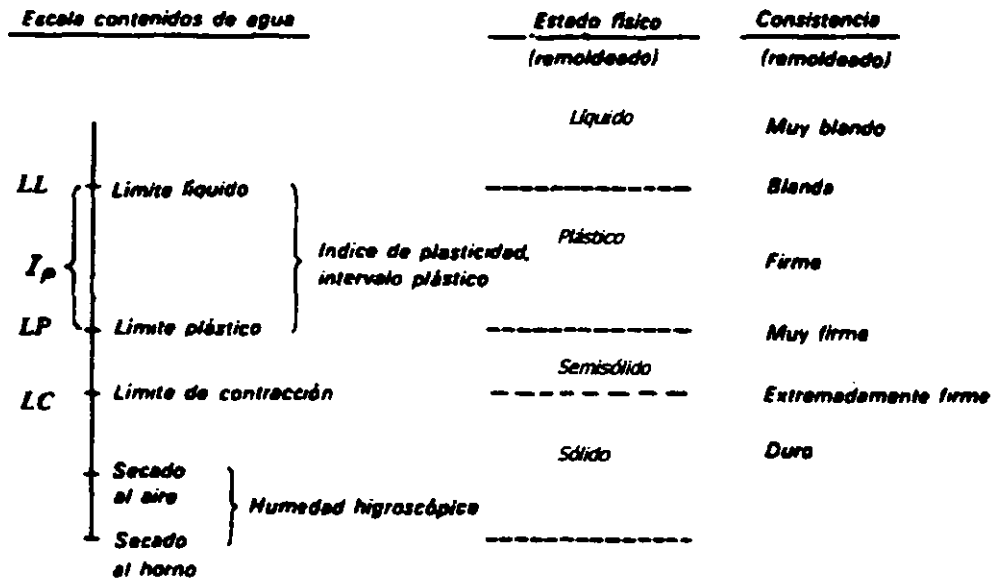 Escala contenidos de agua
Estado físico
(remoldeado)
Consistencia
(remoldeado)
Líquido
Muy blando
LL
Límite líquido
Blanda
Plástico
Indice de plasticidad,
intervalo plástico
Ip
Firme
LP
Límite plástico
Muy firme
Semisólido
LC
Límite de contracción
Extremadamente firme
Sólido
Dura
Secado
al aire
Humedad higroscópica
Secado
al horno